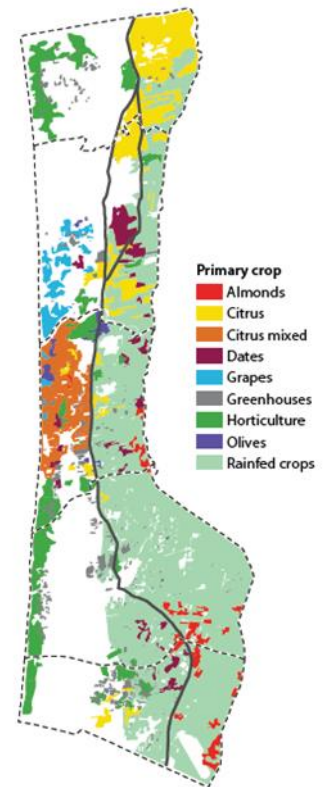 Primary crop
Almonds
Citrus
Citrus mixed
Dates
Grapes
Greenhouses
Horticulture
Olives
Rainfed crops